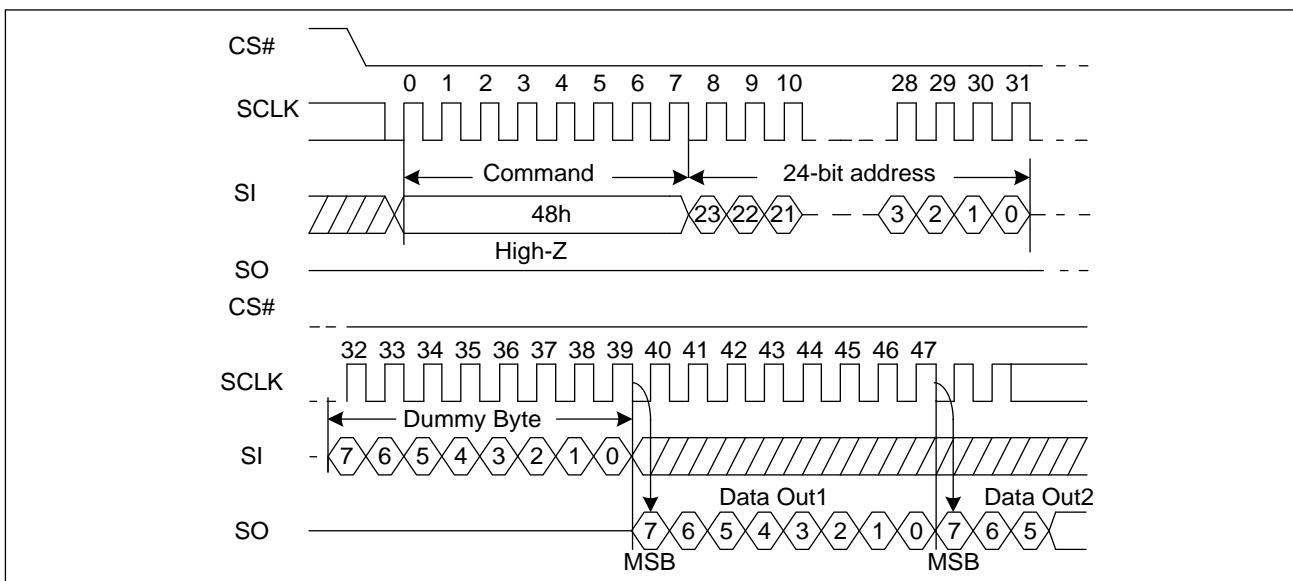 CS#
0 1 2 3 4 5 6 7 8 9 10 28 29 30 31
SCLK
Command 24-bit address
SI
48h 23 22 21 3 2 1 0
High-Z
SO
CS#
32 33 34 35 36 37 38 39 40 41 42 43 44 45 46 47
SCLK
Dummy Byte
SI 7 6 5 4 3 2 1 0
Data Out1 Data Out2
SO 7 6 5 4 3 2 1 0 7 6 5
MSB MSB